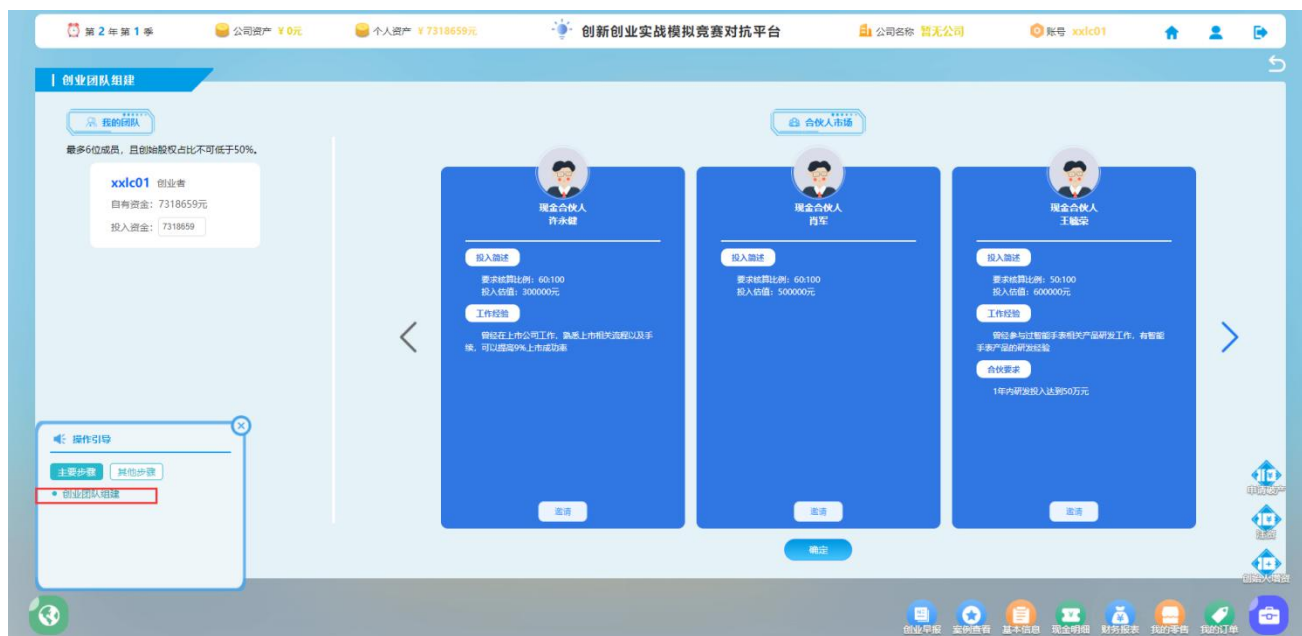 第 2 年第 1 季
公司资产 ¥ 0元
个人资产 ¥ 7318659元
创新创业实战模拟竞赛对抗平台
公司名称 暂无公司
账号 xxlc01
创业团队组建
我的团队
最多6位成员，且创始股权占比不可低于50%。
xxlc01 创业者
自有资金：7318659元
投入资金：7318659
合伙人市场
现金合伙人
许永健
投入简述
要求核算比例：60:100
投入估值：300000元
工作经验
曾经在上市公司工作，熟悉上市相关流程以及手
续，可以提高9%上市成功率
邀请
现金合伙人
肖军
投入简述
要求核算比例：60:100
投入估值：500000元
邀请
现金合伙人
王毓荣
投入简述
要求核算比例：50:100
投入估值：600000元
工作经验
曾经参与过智能手表相关产品研发工作，有智能
手表产品的研发经验
合伙要求
1年内研发投入达到50万元
邀请
确定
操作引导
主要步骤 其他步骤
创业团队组建
申请破产
注资
创始人增资
创业早报 案例查看 基本信息 现金明细 财务报表 我的零售 我的订单